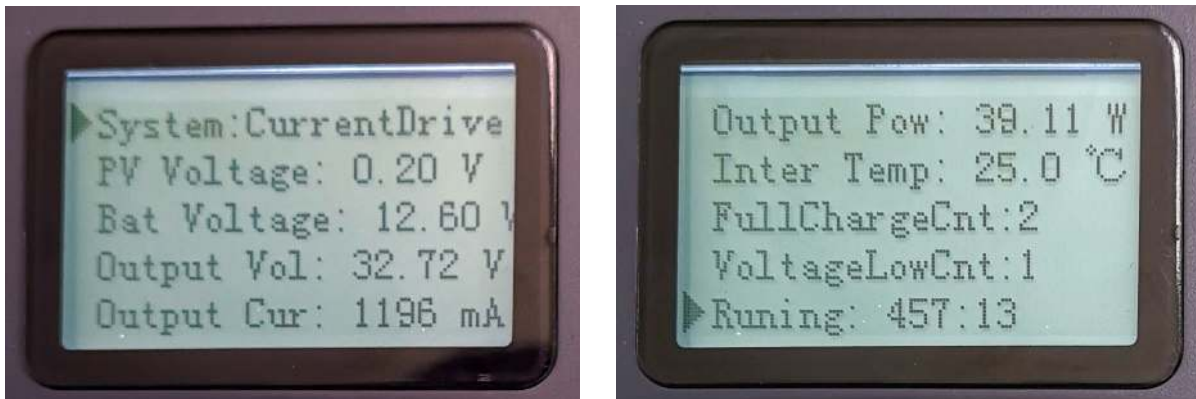 System:CurrentDrive
PV Voltage: 0.20 V
Bat Voltage: 12.60 V
Output Vol: 32.72 V
Output Cur: 1196 mA
Output Pow: 39.11 W
Inter Temp: 25.0 ℃
FullChargeCnt:2
VoltageLowCnt:1
Runing: 457:13